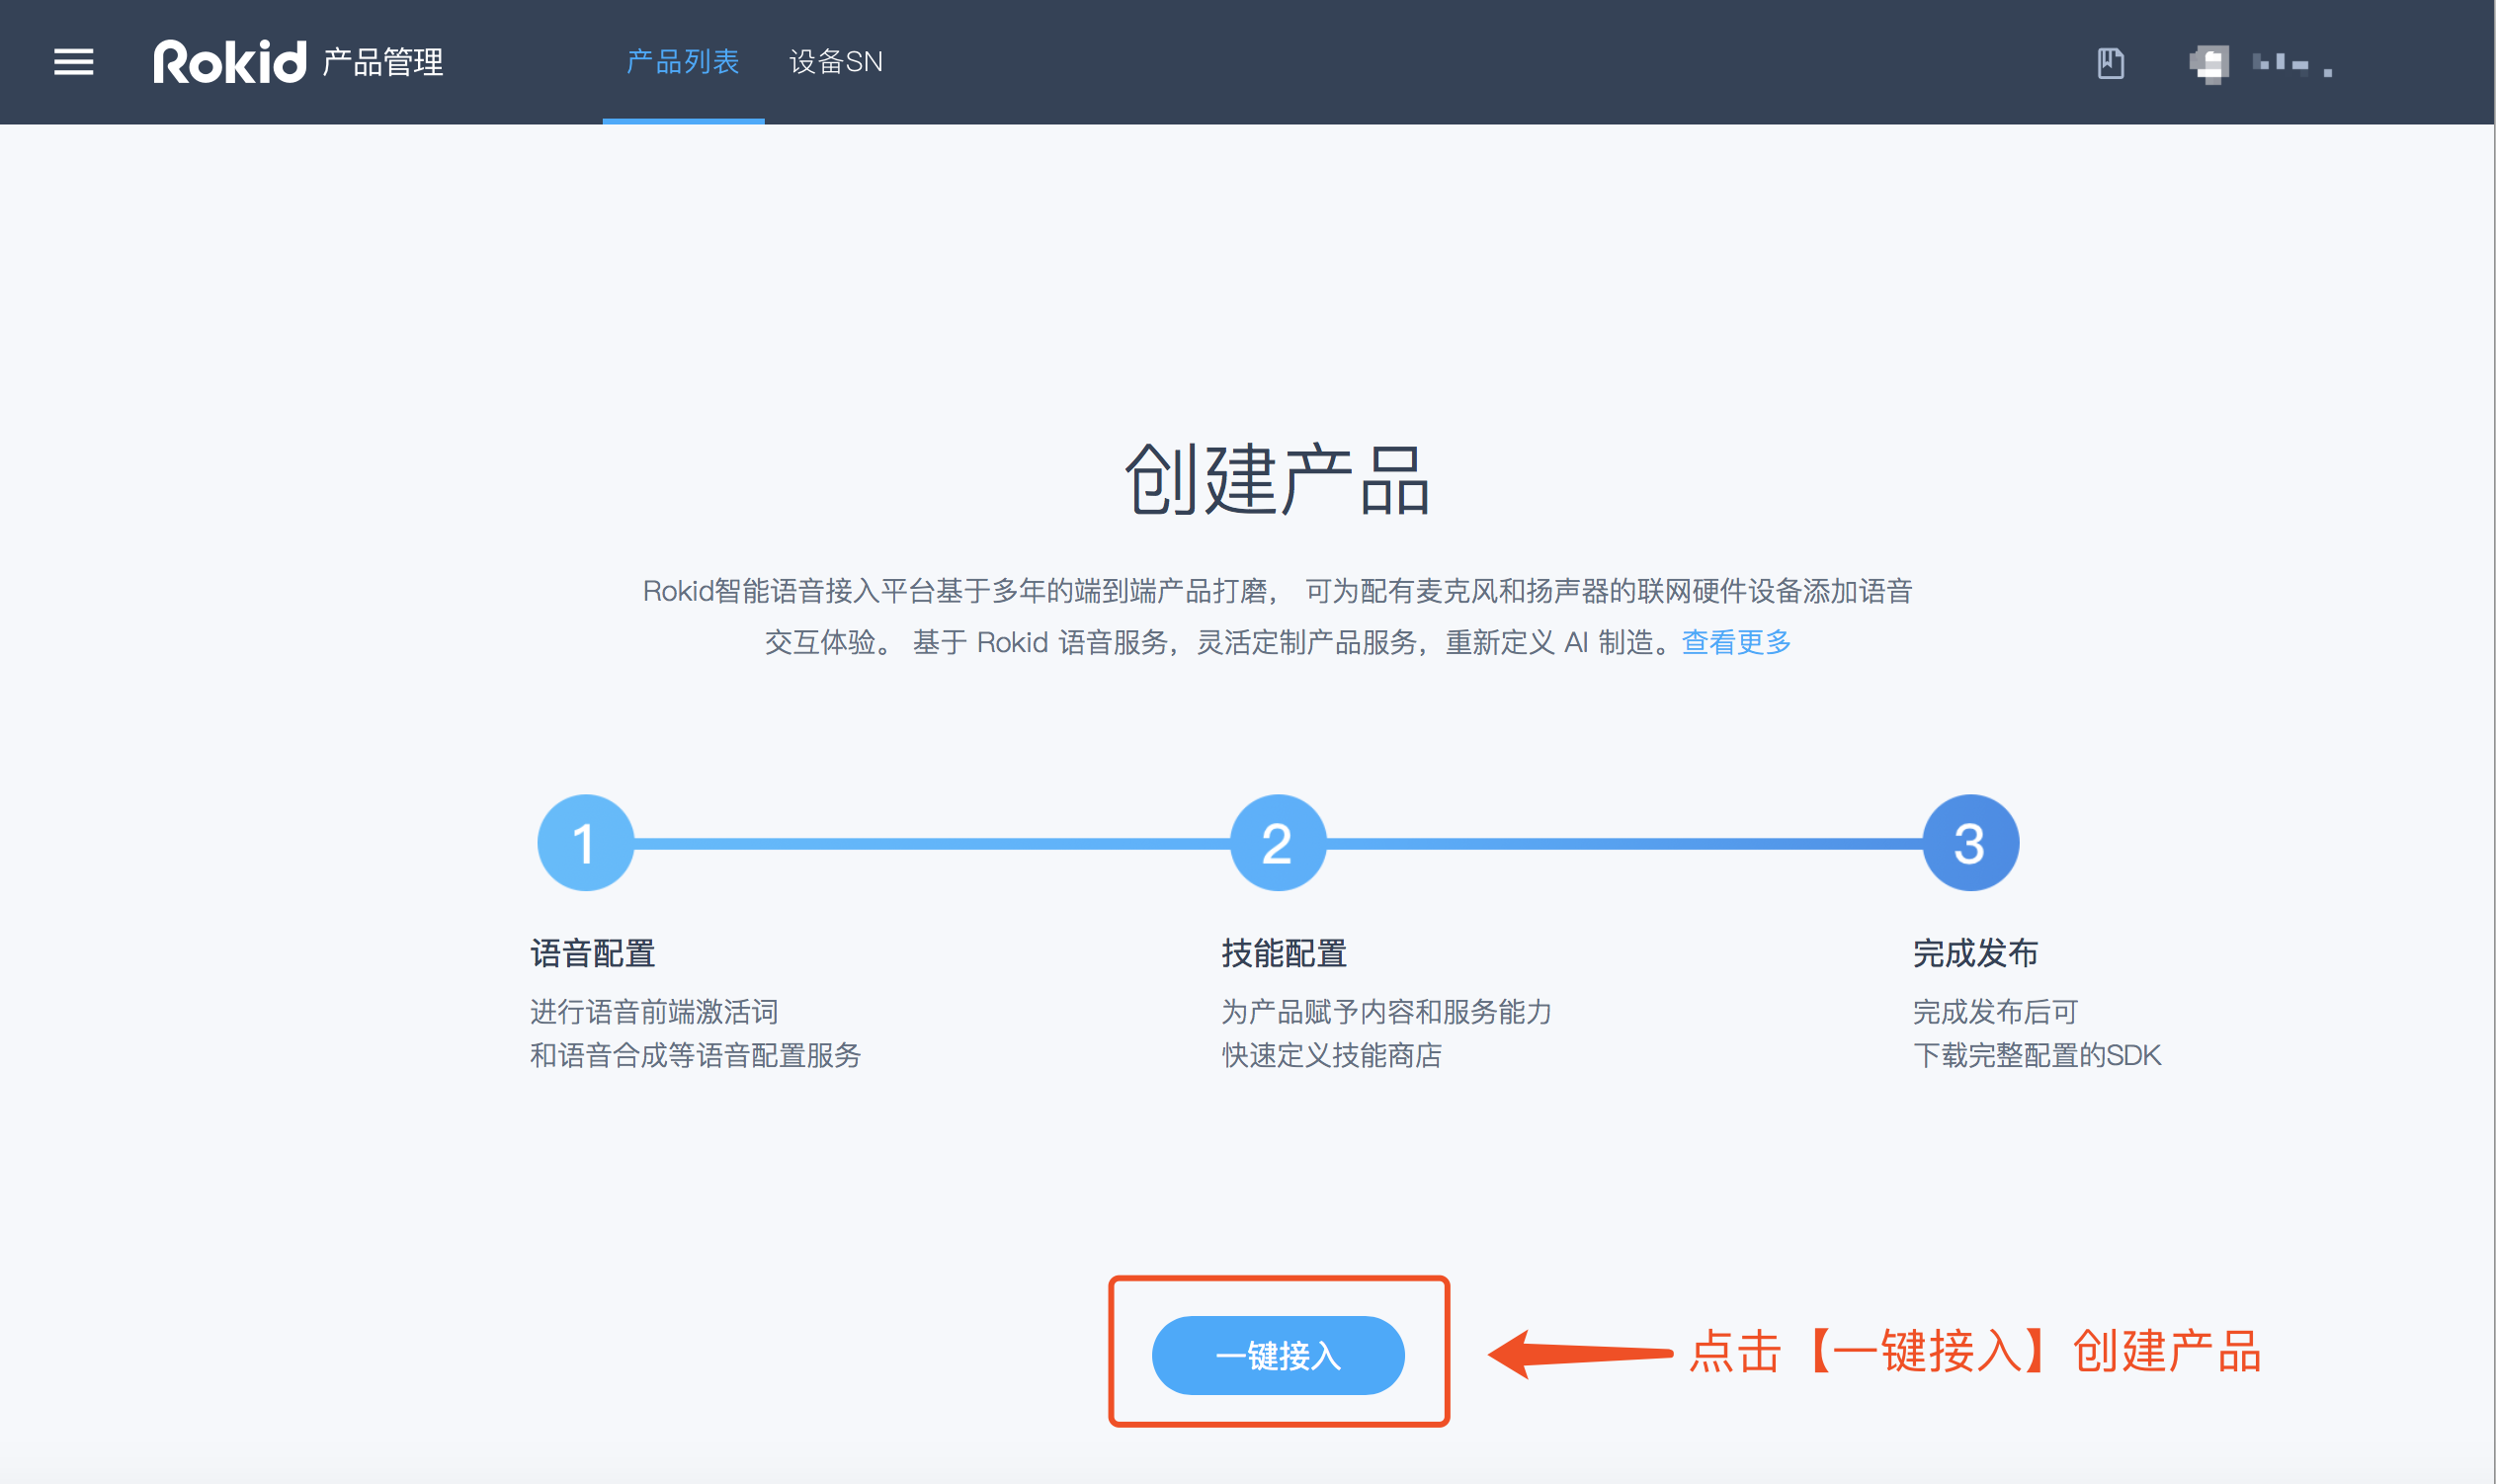 Rokid 产品管理 产品列表 设备SN
创建产品
Rokid智能语音接入平台基于多年的端到端产品打磨， 可为配有麦克风和扬声器的联网硬件设备添加语音
交互体验。 基于 Rokid 语音服务，灵活定制产品服务，重新定义 AI 制造。查看更多
1 2 3
语音配置 技能配置 完成发布
进行语音前端激活词 为产品赋予内容和服务能力 完成发布后可
和语音合成等语音配置服务 快速定义技能商店 下载完整配置的SDK
一键接入 点击【一键接入】创建产品